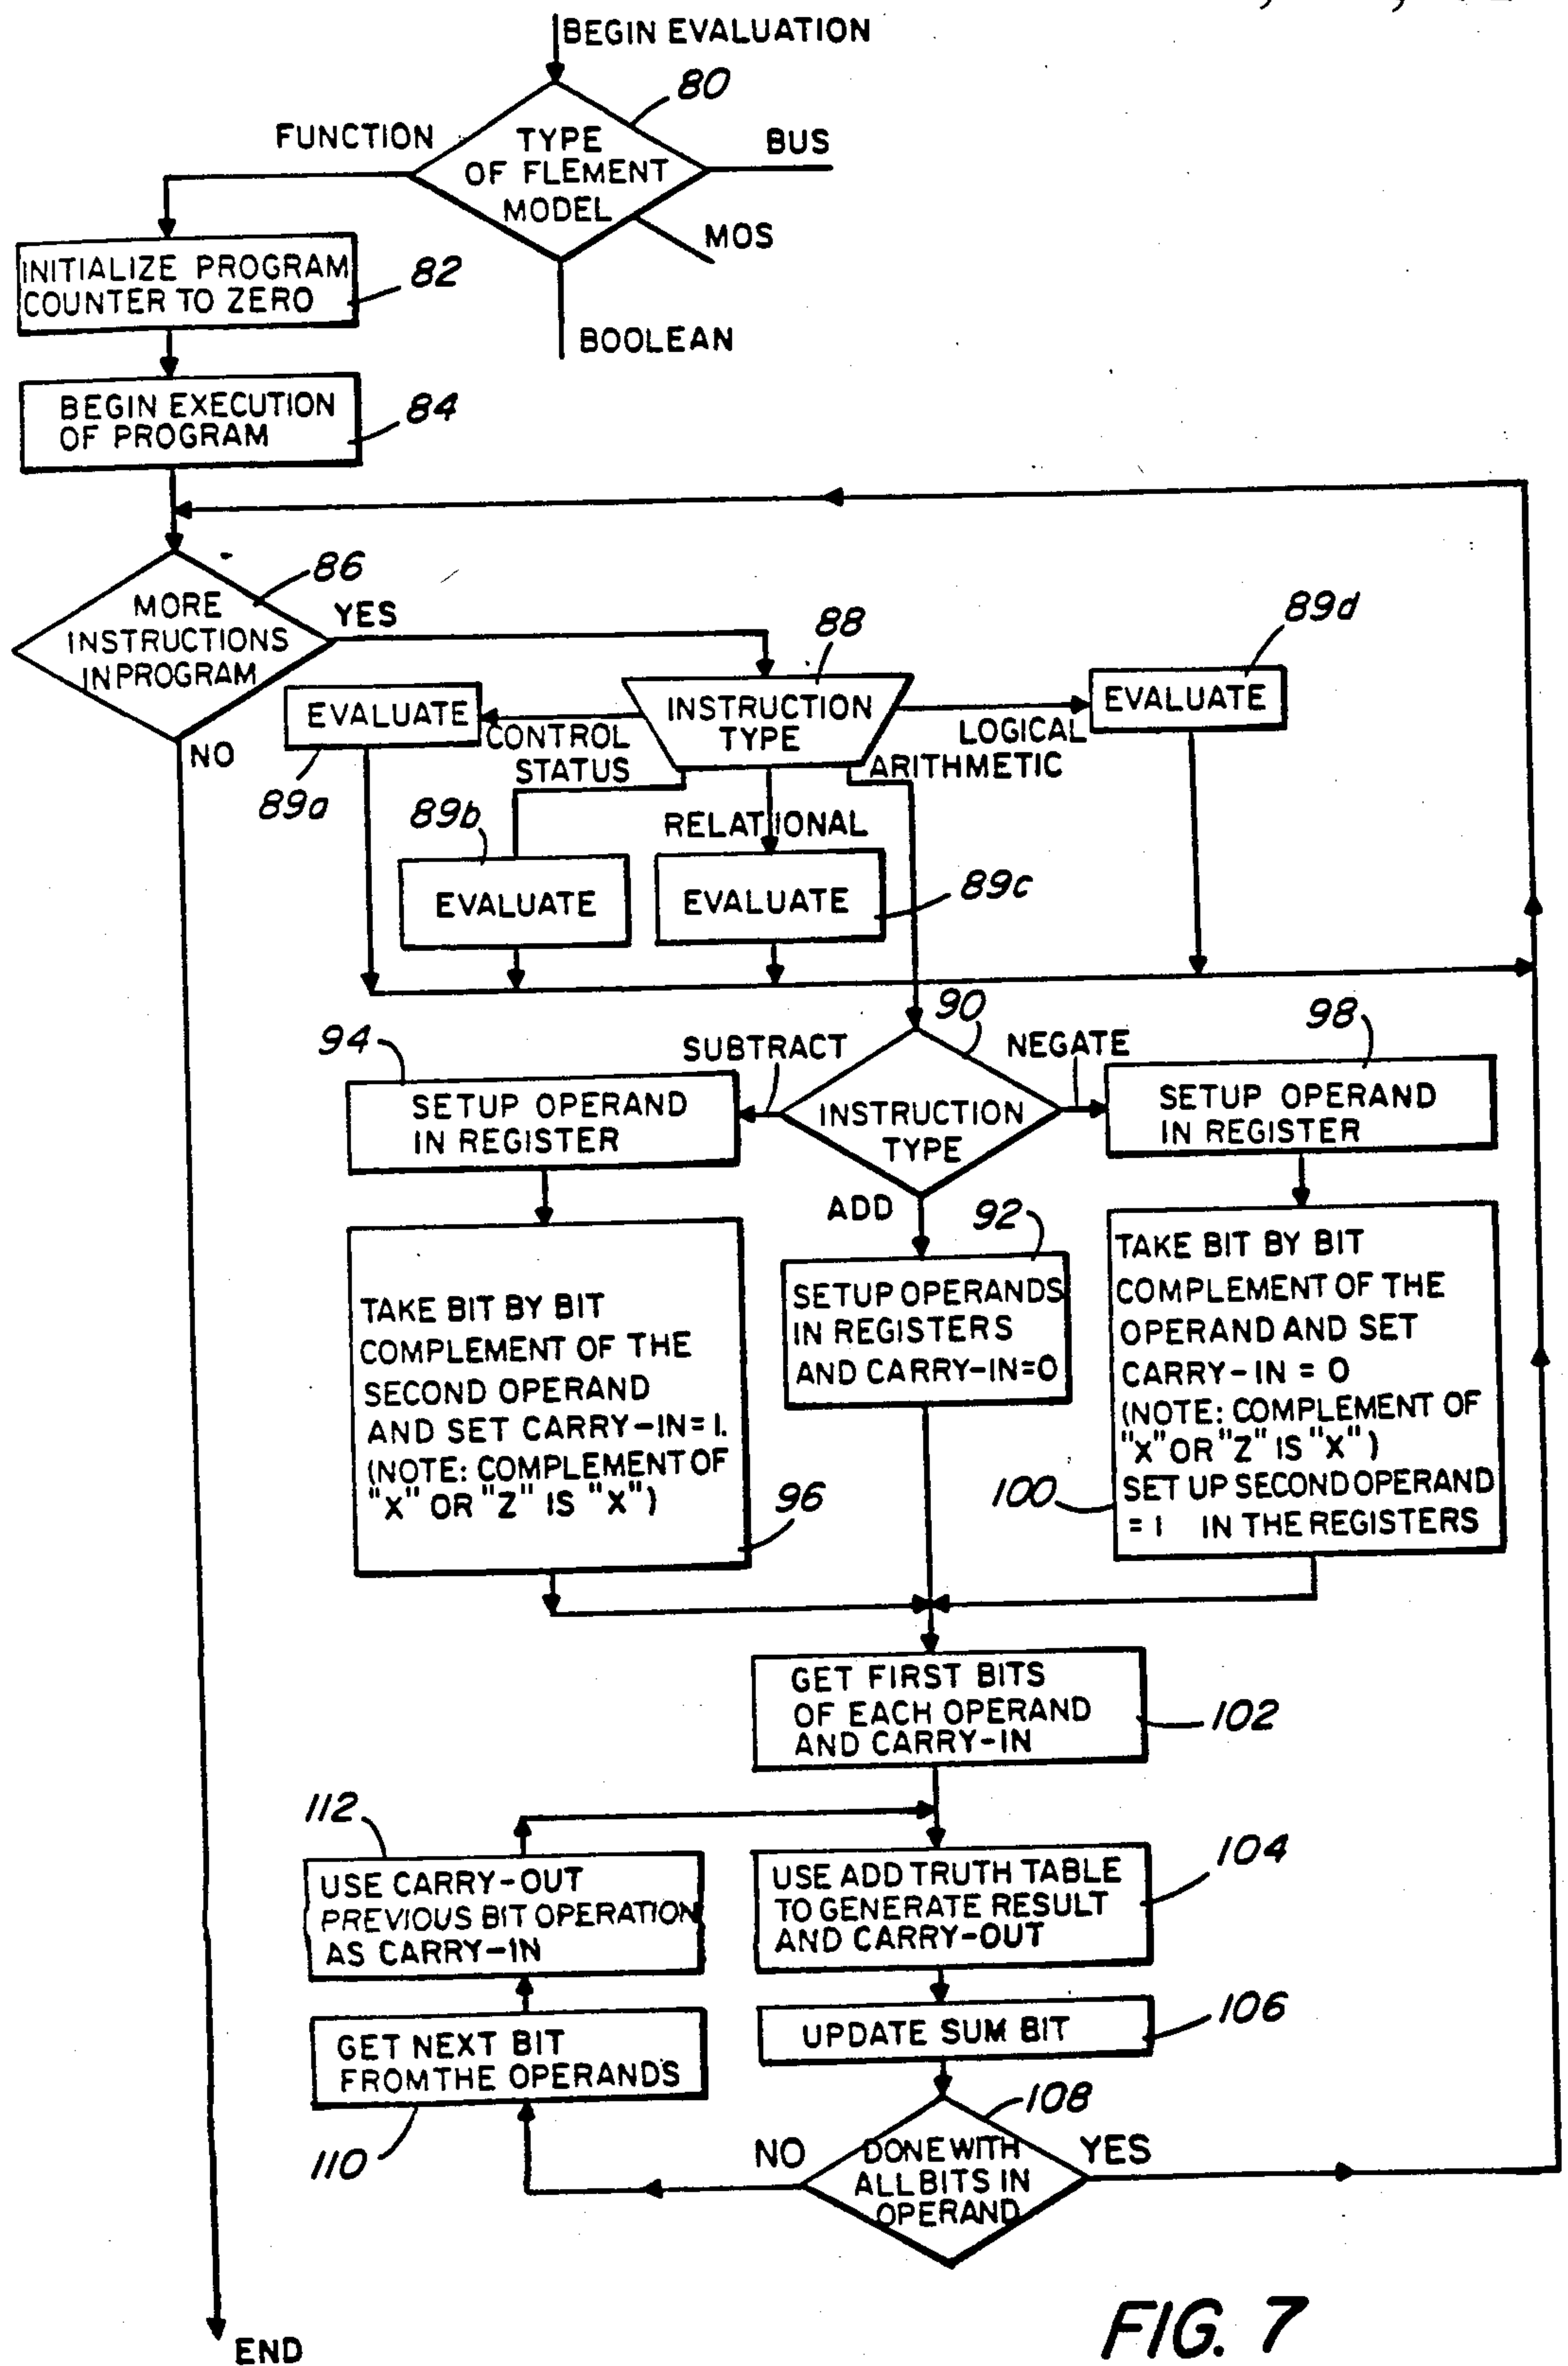 BEGIN EVALUATION
80
FUNCTION
TYPE
OF FLEMENT
MODEL
BUS
MOS
BOOLEAN
INITIALIZE PROGRAM
COUNTER TO ZERO
82
BEGIN EXECUTION
OF PROGRAM
84
86
MORE
INSTRUCTIONS
IN PROGRAM
YES
NO
88
INSTRUCTION
TYPE
89d
EVALUATE
LOGICAL
ARITHMETIC
EVALUATE
CONTROL
STATUS
89a
89b
RELATIONAL
EVALUATE
EVALUATE
89c
90
94
SUBTRACT
NEGATE
98
SETUP OPERAND
IN REGISTER
INSTRUCTION
TYPE
SETUP OPERAND
IN REGISTER
ADD
92
TAKE BIT BY BIT
COMPLEMENT OF THE
SECOND OPERAND
AND SET CARRY-IN=1.
(NOTE: COMPLEMENT OF
"X" OR "Z" IS "X")
96
SETUP OPERANDS
IN REGISTERS
AND CARRY-IN=0
TAKE BIT BY BIT
COMPLEMENT OF THE
OPERAND AND SET
CARRY-IN = 0
(NOTE: COMPLEMENT OF
"X" OR "Z" IS "X")
SET UP SECOND OPERAND
= 1 IN THE REGISTERS
100
GET FIRST BITS
OF EACH OPERAND
AND CARRY-IN
102
112
USE CARRY-OUT
PREVIOUS BIT OPERATION
AS CARRY-IN
USE ADD TRUTH TABLE
TO GENERATE RESULT
AND CARRY-OUT
104
GET NEXT BIT
FROM THE OPERANDS
110
UPDATE SUM BIT
106
108
NO
DONE WITH
ALL BITS IN
OPERAND
YES
END
FIG. 7